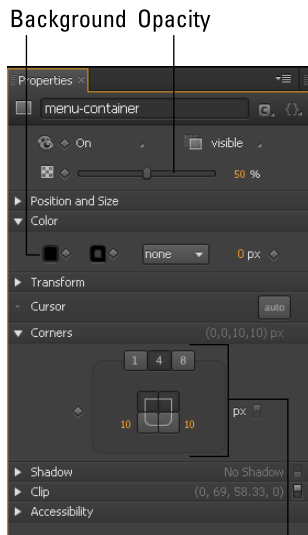 Background Opacity
Properties ×
menu-container
On visible
50 %
Position and Size
Color
none 0 px
Transform
Cursor auto
Corners (0,0,10,10) px
1 4 8
px
10 10
Shadow No Shadow
Clip (0, 69, 58.33, 0)
Accessibility